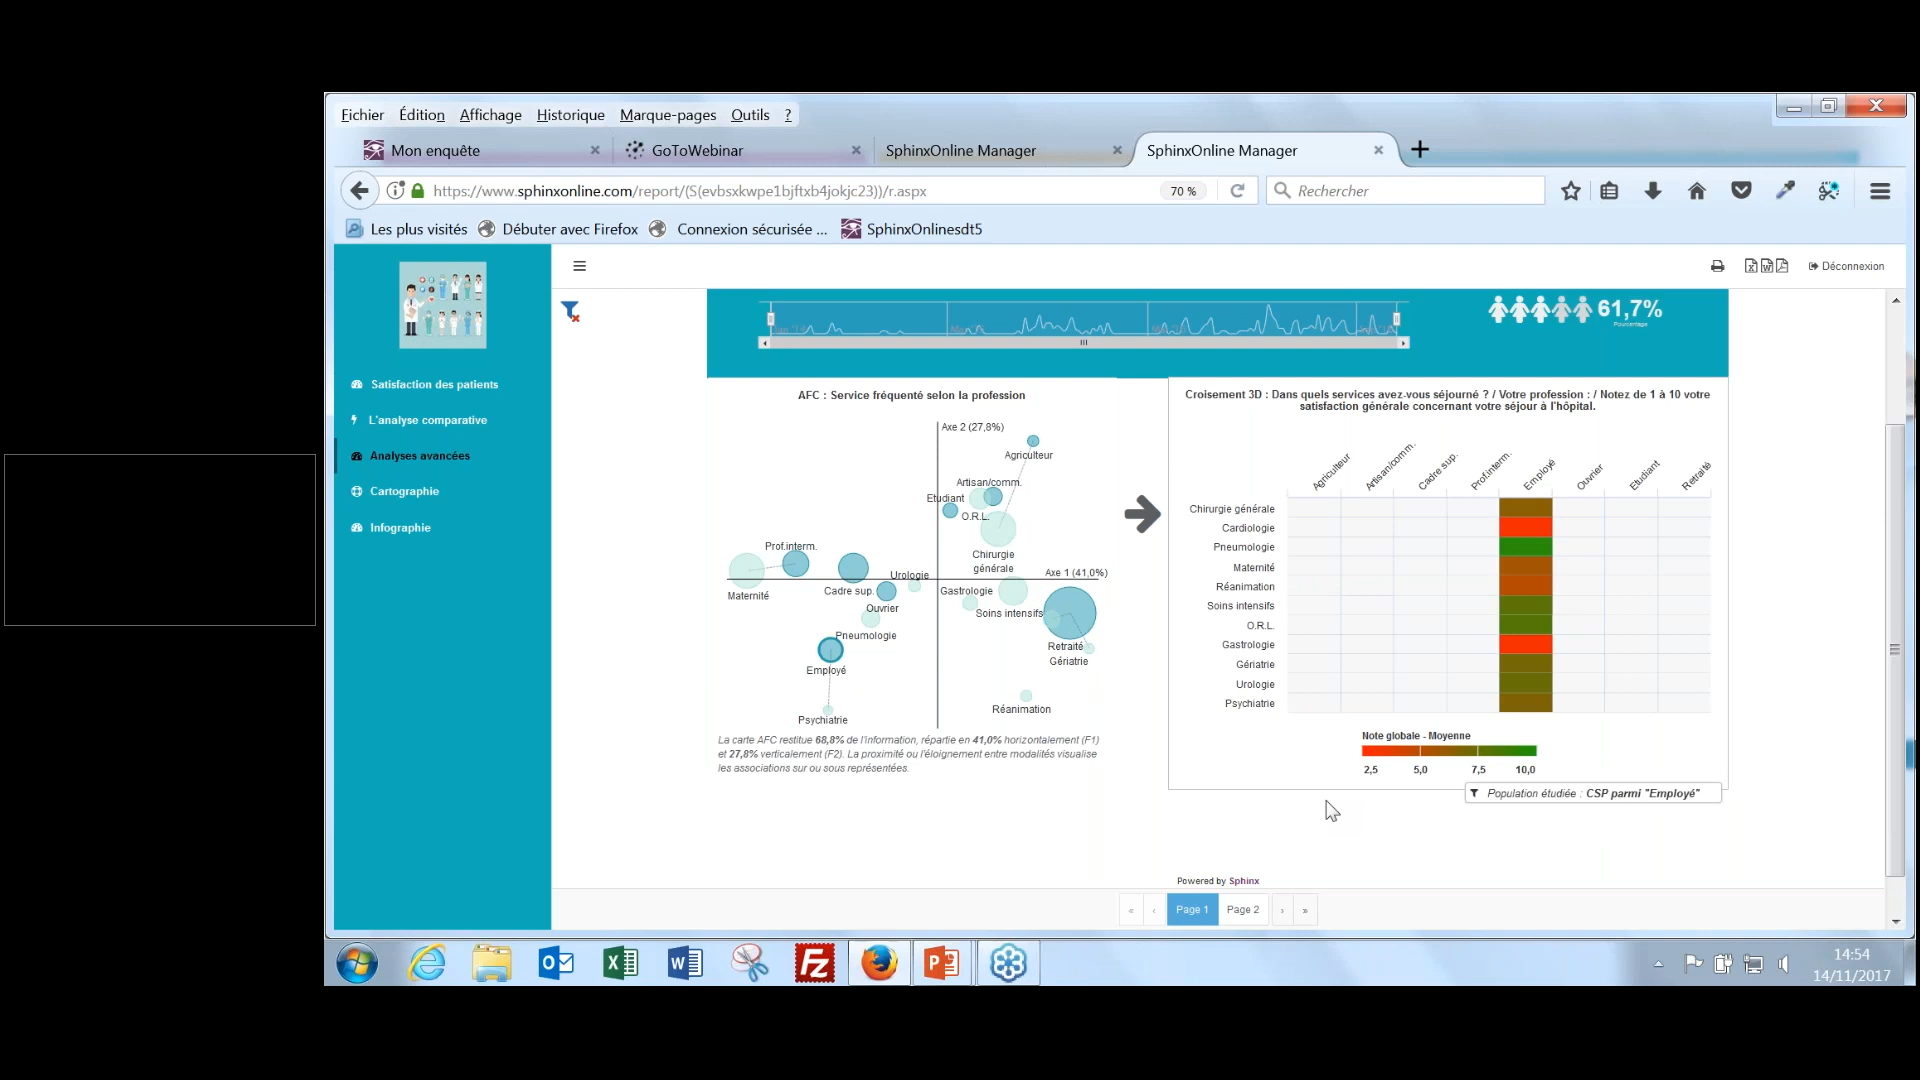 Fichier Édition Affichage Historique Marque-pages Outils ?
Mon enquête
GoToWebinar
SphinxOnline Manager
SphinxOnline Manager
https://www.sphinxonline.com/report/(S(evbsxkwpe1bjftxb4jokjc23))/r.aspx
70 %
Rechercher
Les plus visités
Débuter avec Firefox
Connexion sécurisée ...
SphinxOnlinesdt5
Déconnexion
Satisfaction des patients
L'analyse comparative
Analyses avancées
Cartographie
Infographie
61,7%
Pourcentage
AFC : Service fréquenté selon la profession
Axe 2 (27,8%)
Agriculteur
Artisan/comm.
Etudiant
O.R.L.
Chirurgie
générale
Prof.interm.
Axe 1 (41,0%)
Urologie
Maternité
Cadre sup.
Gastrologie
Ouvrier
Soins intensifs
Pneumologie
Retraité
Gériatrie
Employé
Réanimation
Psychiatrie
La carte AFC restitue 68,8% de l'information, répartie en 41,0% horizontalement (F1)
et 27,8% verticalement (F2). La proximité ou l'éloignement entre modalités visualise
les associations sur ou sous représentées.
Croisement 3D : Dans quels services avez-vous séjourné ? / Votre profession : / Notez de 1 à 10 votre
satisfaction générale concernant votre séjour à l'hôpital.
Agriculteur
Artisan/comm.
Cadre sup.
Prof.interm.
Employé
Ouvrier
Etudiant
Retraité
Chirurgie générale
Cardiologie
Pneumologie
Maternité
Réanimation
Soins intensifs
O.R.L.
Gastrologie
Gériatrie
Urologie
Psychiatrie
Note globale - Moyenne
2,5 5,0 7,5 10,0
Population étudiée : CSP parmi "Employé"
Powered by Sphinx
« ‹ Page 1 Page 2 › »
14:54
14/11/2017